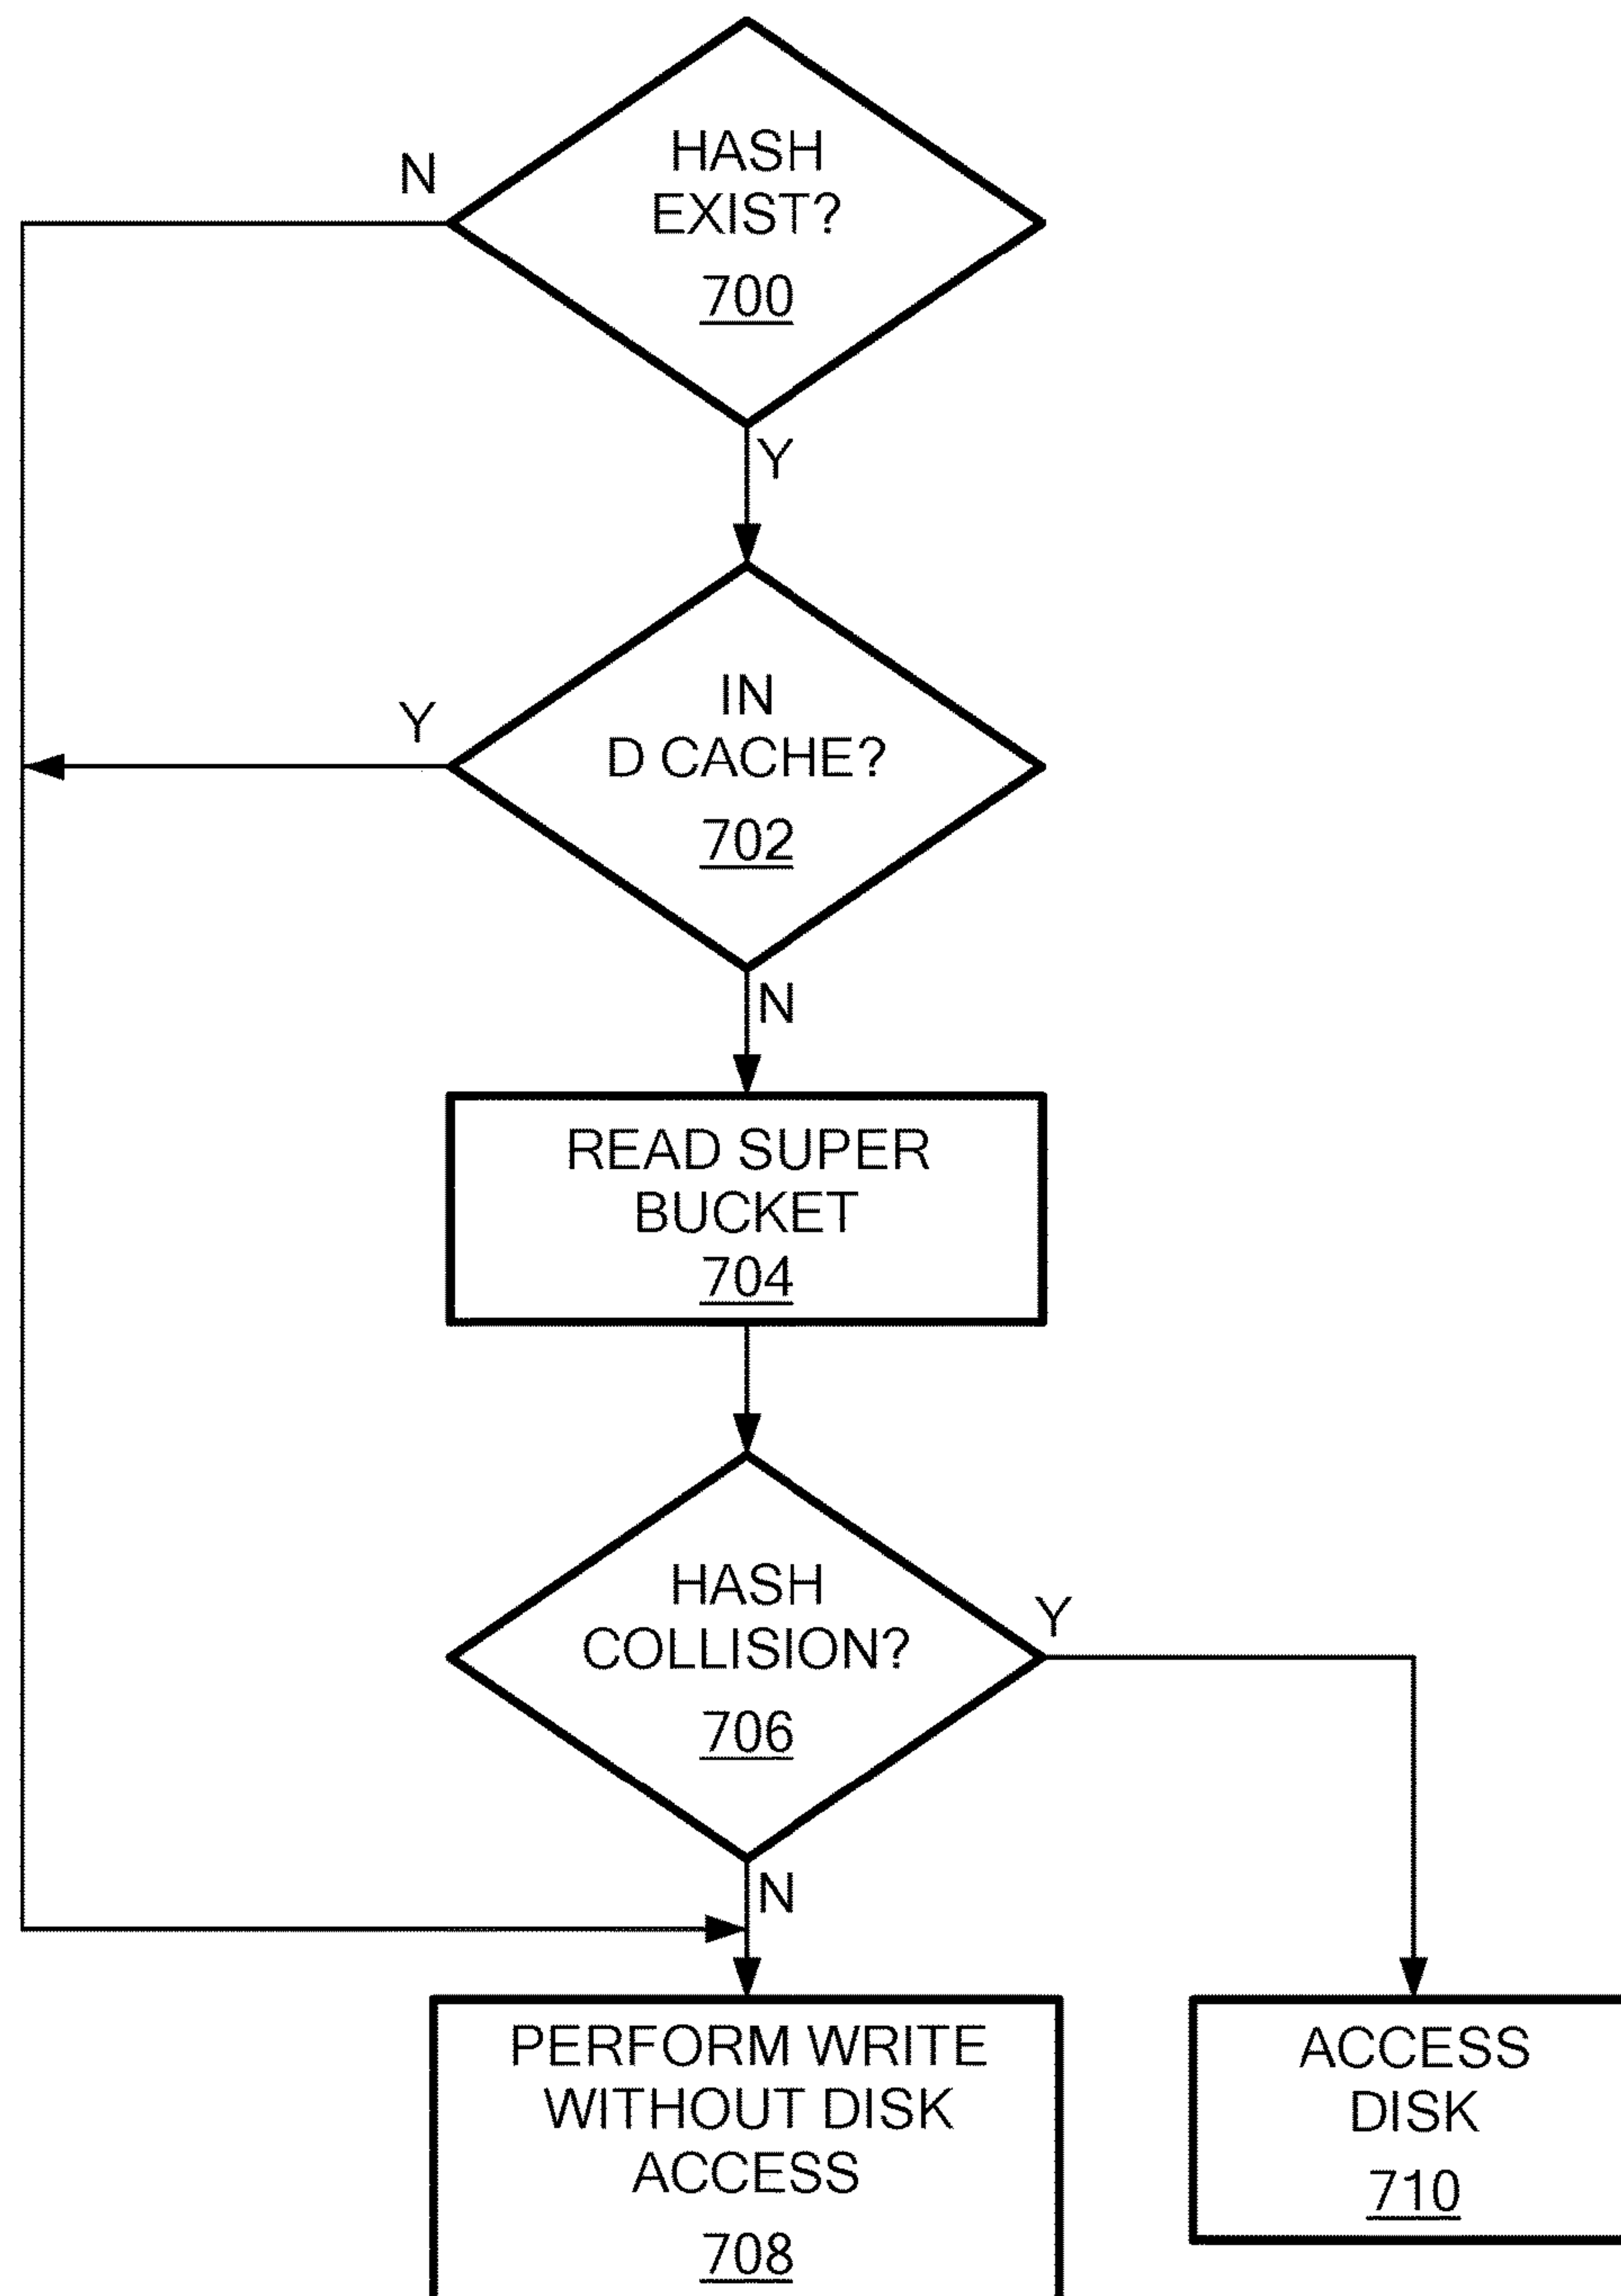 HASH
EXIST?
700
N
Y
IN
D CACHE?
702
Y
N
READ SUPER
BUCKET
704
HASH
COLLISION?
706
Y
N
PERFORM WRITE
WITHOUT DISK
ACCESS
708
ACCESS
DISK
710